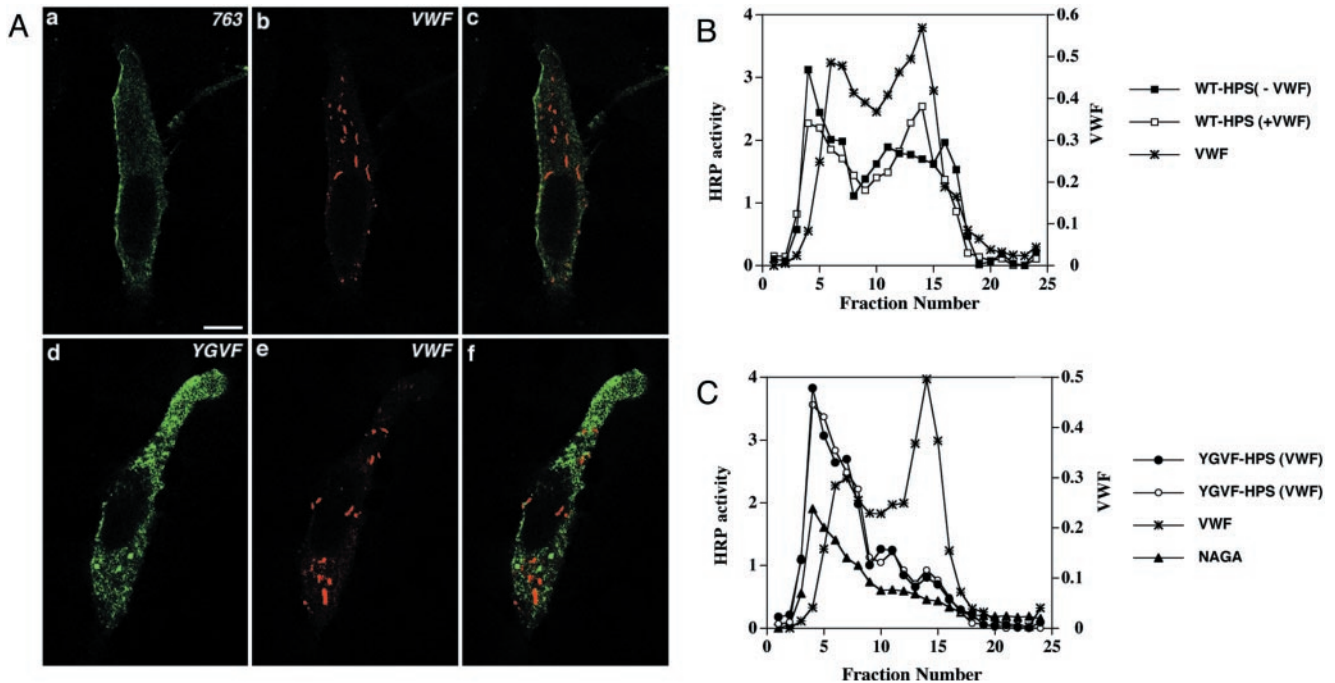 A
a 763
b VWF
c
d YGVF
e VWF
f
B
4
3
2
1
0
HRP activity
0.6
0.5
0.4
0.3
0.2
0.1
0
VWF
0 5 10 15 20 25
Fraction Number
WT-HPS( - VWF)
WT-HPS (+VWF)
VWF
C
4
3
2
1
0
HRP activity
0.5
0.4
0.3
0.2
0.1
0
VWF
0 5 10 15 20 25
Fraction Number
YGVF-HPS (VWF)
YGVF-HPS (VWF)
VWF
NAGA